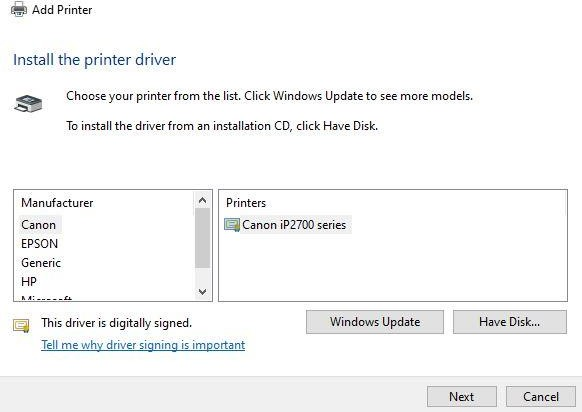 Add Printer
Install the printer driver
Choose your printer from the list. Click Windows Update to see more models.
To install the driver from an installation CD, click Have Disk.
Manufacturer
Canon
EPSON
Generic
HP
Microsoft
Printers
Canon iP2700 series
This driver is digitally signed.
Tell me why driver signing is important
Windows Update
Have Disk...
Next
Cancel